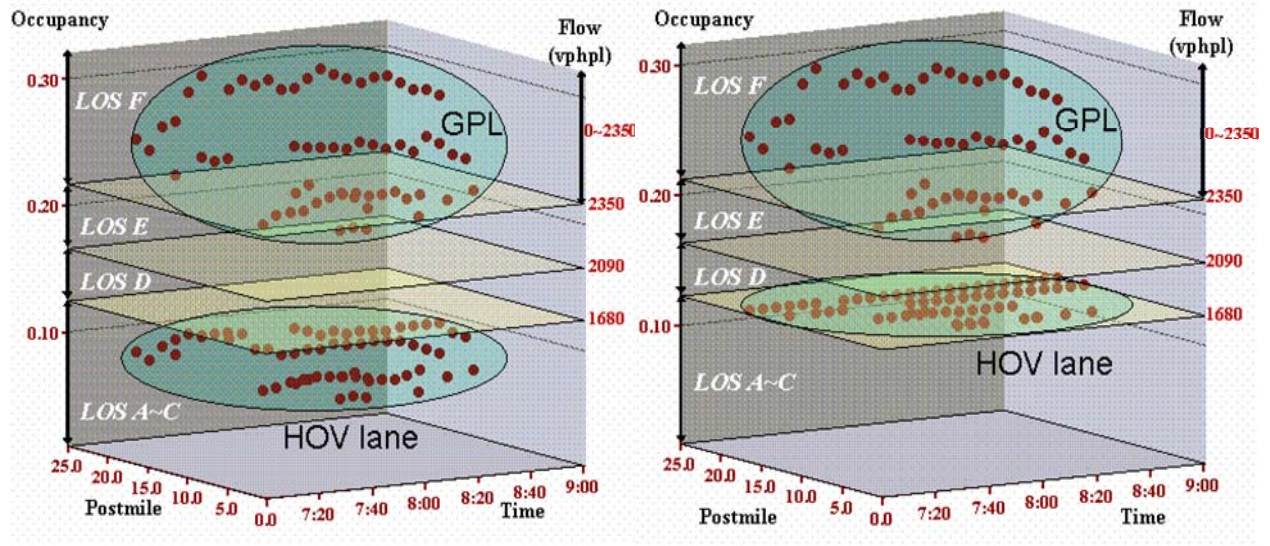 Occupancy
Flow
(vphpl)
0.30
LOS F
GPL
0~2350
0.20
2350
LOS E
2090
LOS D
1680
0.10
LOS A~C
HOV lane
25.0
20.0
15.0
10.0
5.0
0.0
Postmile
7:20
7:40
8:00
8:20
8:40
9:00
Time
Occupancy
Flow
(vphpl)
0.30
LOS F
GPL
0~2350
0.20
2350
LOS E
2090
LOS D
1680
0.10
HOV lane
LOS A~C
25.0
20.0
15.0
10.0
5.0
0.0
Postmile
7:20
7:40
8:00
8:20
8:40
9:00
Time